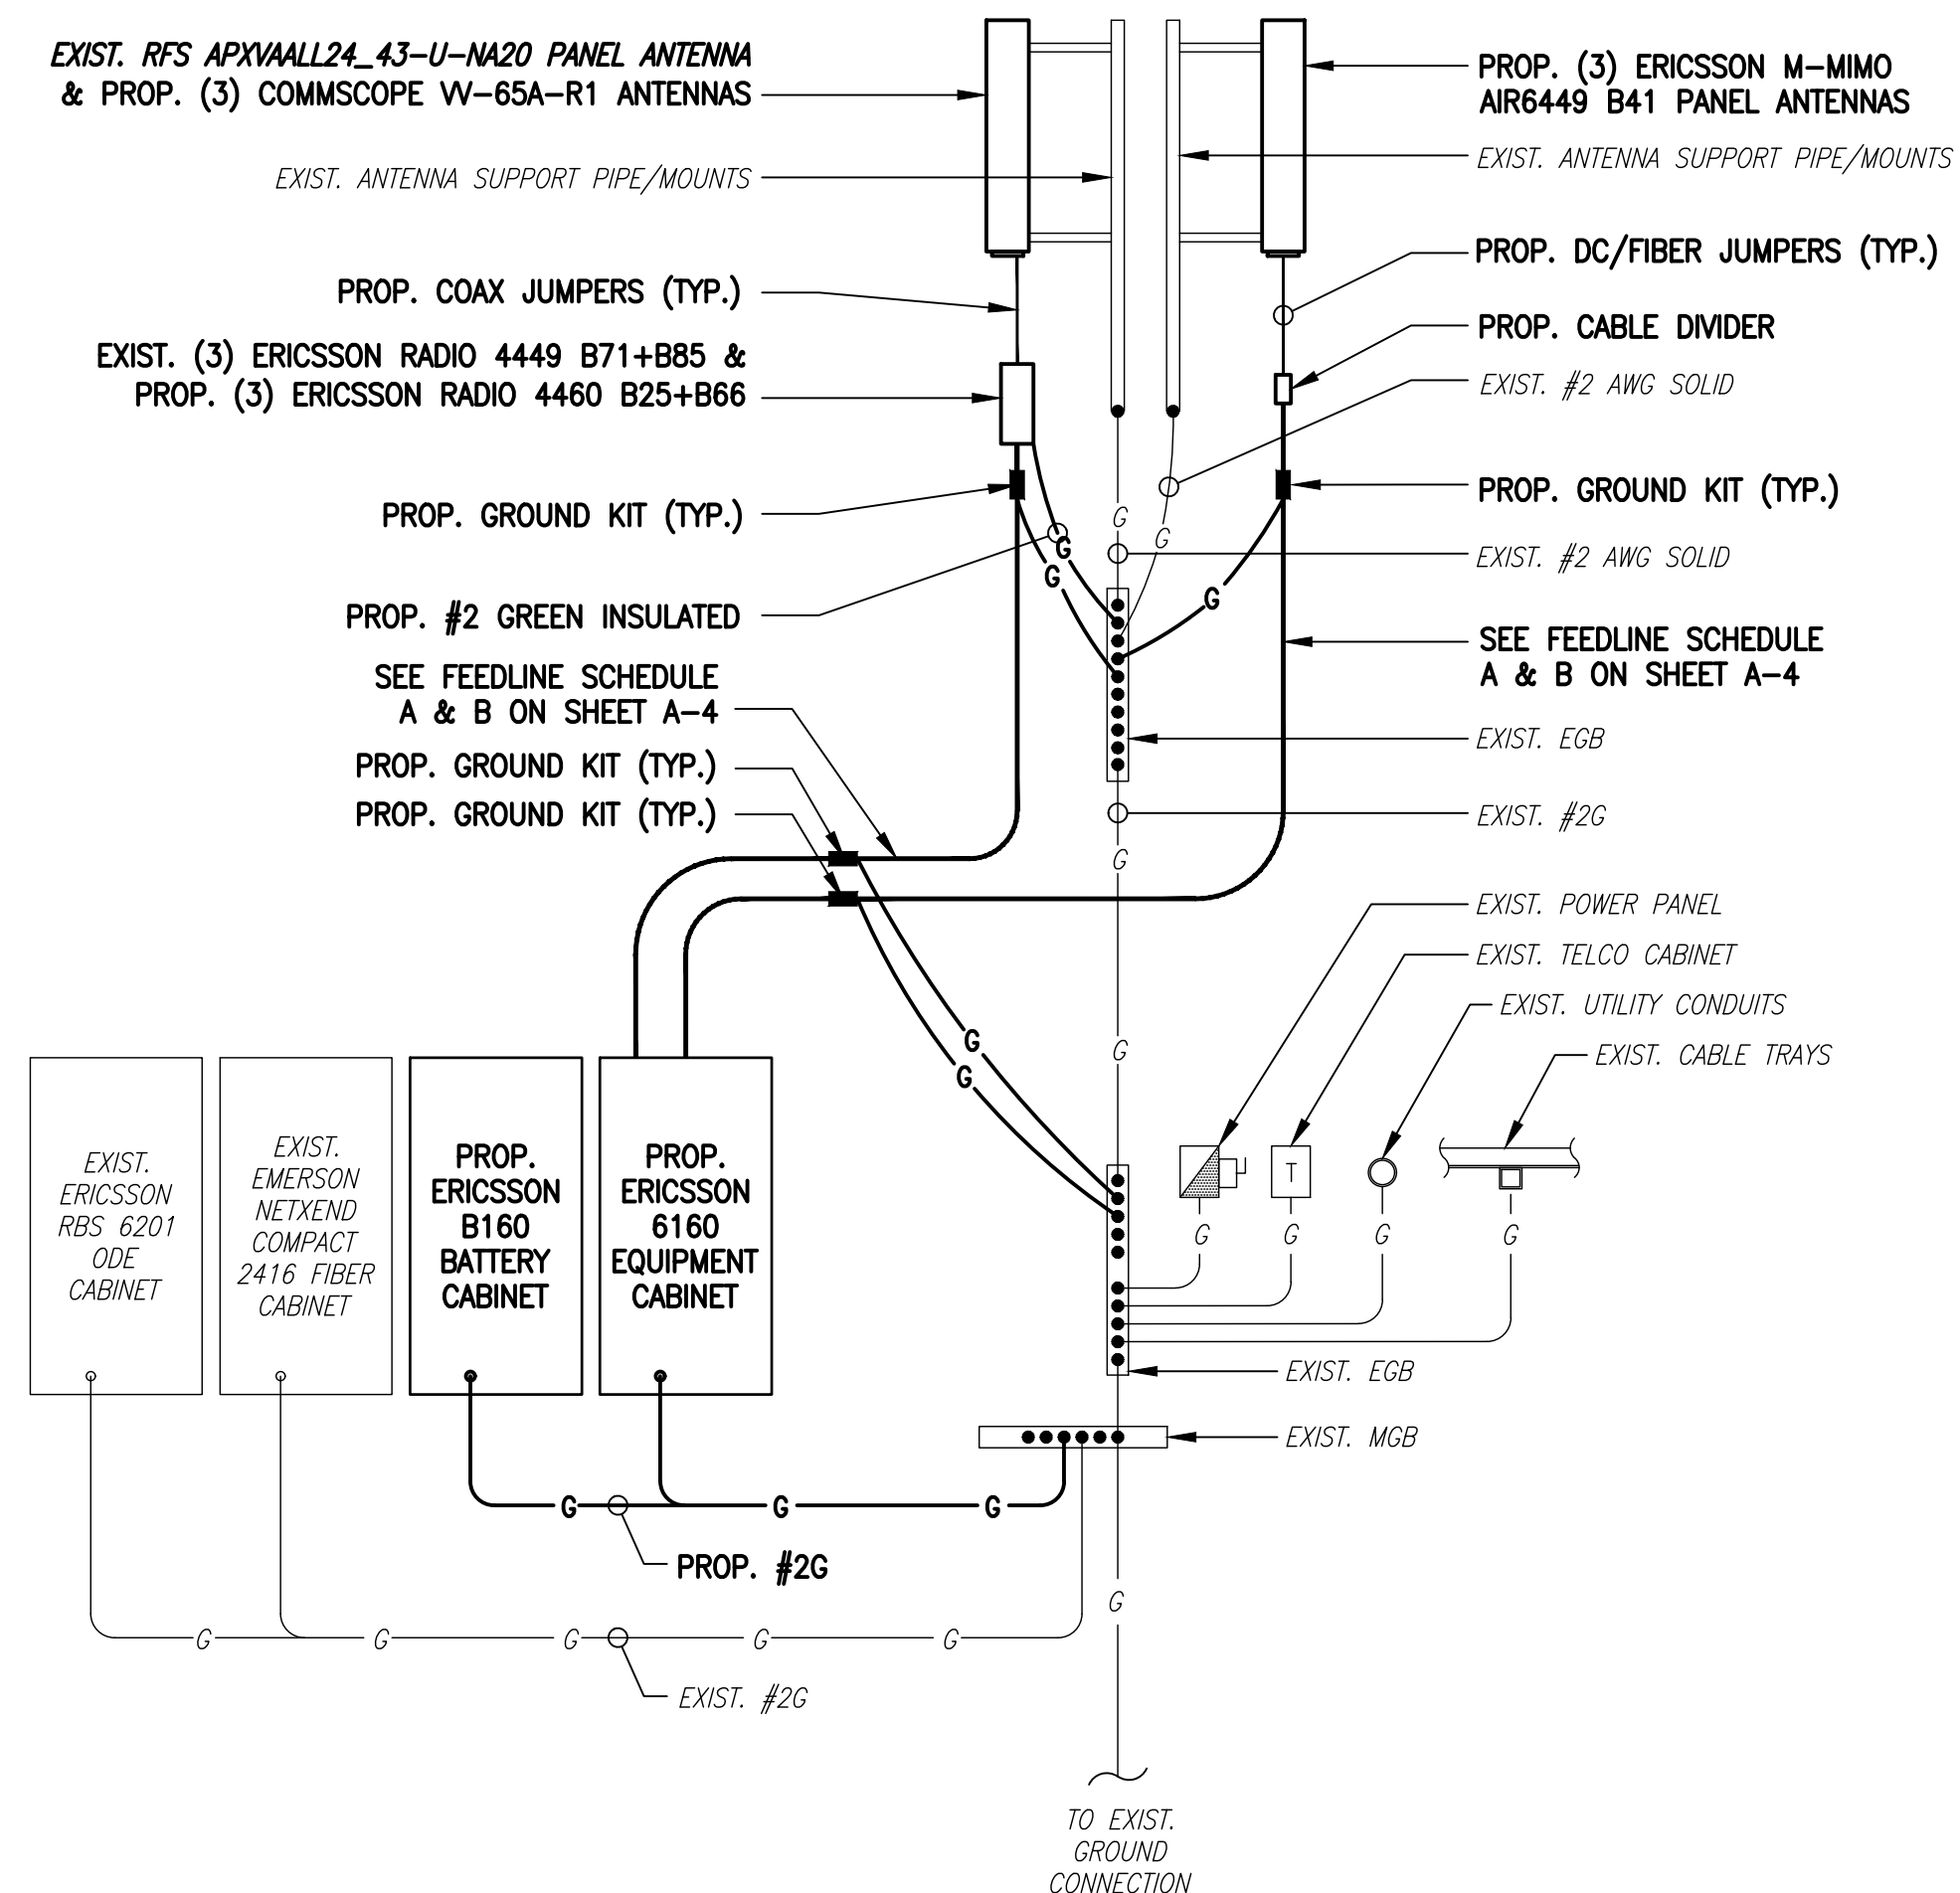 EXIST. RFS APXVAALL24_43-U-NA20 PANEL ANTENNA
& PROP. (3) COMMSCOPE VV-65A-R1 ANTENNAS
EXIST. ANTENNA SUPPORT PIPE/MOUNTS
PROP. COAX JUMPERS (TYP.)
EXIST. (3) ERICSSON RADIO 4449 B71+B85 &
PROP. (3) ERICSSON RADIO 4460 B25+B66
PROP. GROUND KIT (TYP.)
PROP. #2 GREEN INSULATED
SEE FEEDLINE SCHEDULE
A & B ON SHEET A-4
PROP. GROUND KIT (TYP.)
PROP. GROUND KIT (TYP.)
PROP. (3) ERICSSON M-MIMO
AIR6449 B41 PANEL ANTENNAS
EXIST. ANTENNA SUPPORT PIPE/MOUNTS
PROP. DC/FIBER JUMPERS (TYP.)
PROP. CABLE DIVIDER
EXIST. #2 AWG SOLID
PROP. GROUND KIT (TYP.)
EXIST. #2 AWG SOLID
SEE FEEDLINE SCHEDULE
A & B ON SHEET A-4
EXIST. EGB
EXIST. #2G
EXIST. POWER PANEL
EXIST. TELCO CABINET
EXIST. UTILITY CONDUITS
EXIST. CABLE TRAYS
G
G
G
G
G
G
G
G
G
EXIST.
ERICSSON
RBS 6201
ODE
CABINET
EXIST.
EMERSON
NETXEND
COMPACT
2416 FIBER
CABINET
PROP.
ERICSSON
B160
BATTERY
CABINET
PROP.
ERICSSON
6160
EQUIPMENT
CABINET
T
G
G
G
G
EXIST. EGB
EXIST. MGB
G
G
G
PROP. #2G
G
G
G
G
G
G
EXIST. #2G
TO EXIST.
GROUND
CONNECTION